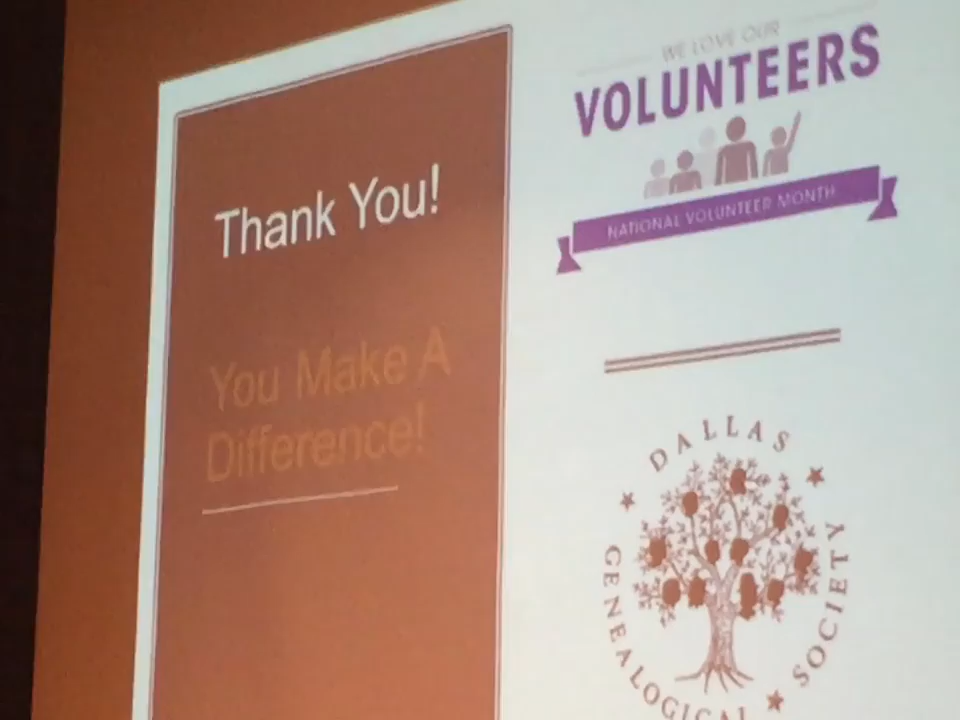 Thank You!
You Make A
Difference!
WE LOVE OUR
VOLUNTEERS
NATIONAL VOLUNTEER MONTH
DALLAS
GENEALOGICAL
SOCIETY